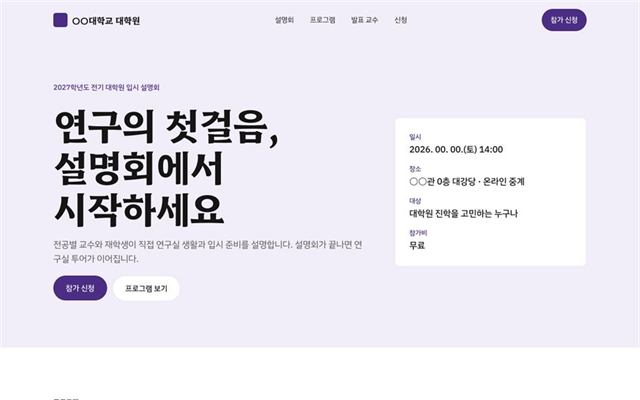 ○○대학교 대학원
설명회 프로그램 발표 교수 신청
참가 신청
2027학년도 전기 대학원 입시 설명회
연구의 첫걸음,
설명회에서
시작하세요
전공별 교수와 재학생이 직접 연구실 생활과 입시 준비를 설명합니다. 설명회가 끝나면 연
구실 투어가 이어집니다.
참가 신청 프로그램 보기
일시
2026. 00. 00.(토) 14:00
장소
○○관 0층 대강당 · 온라인 중계
대상
대학원 진학을 고민하는 누구나
참가비
무료